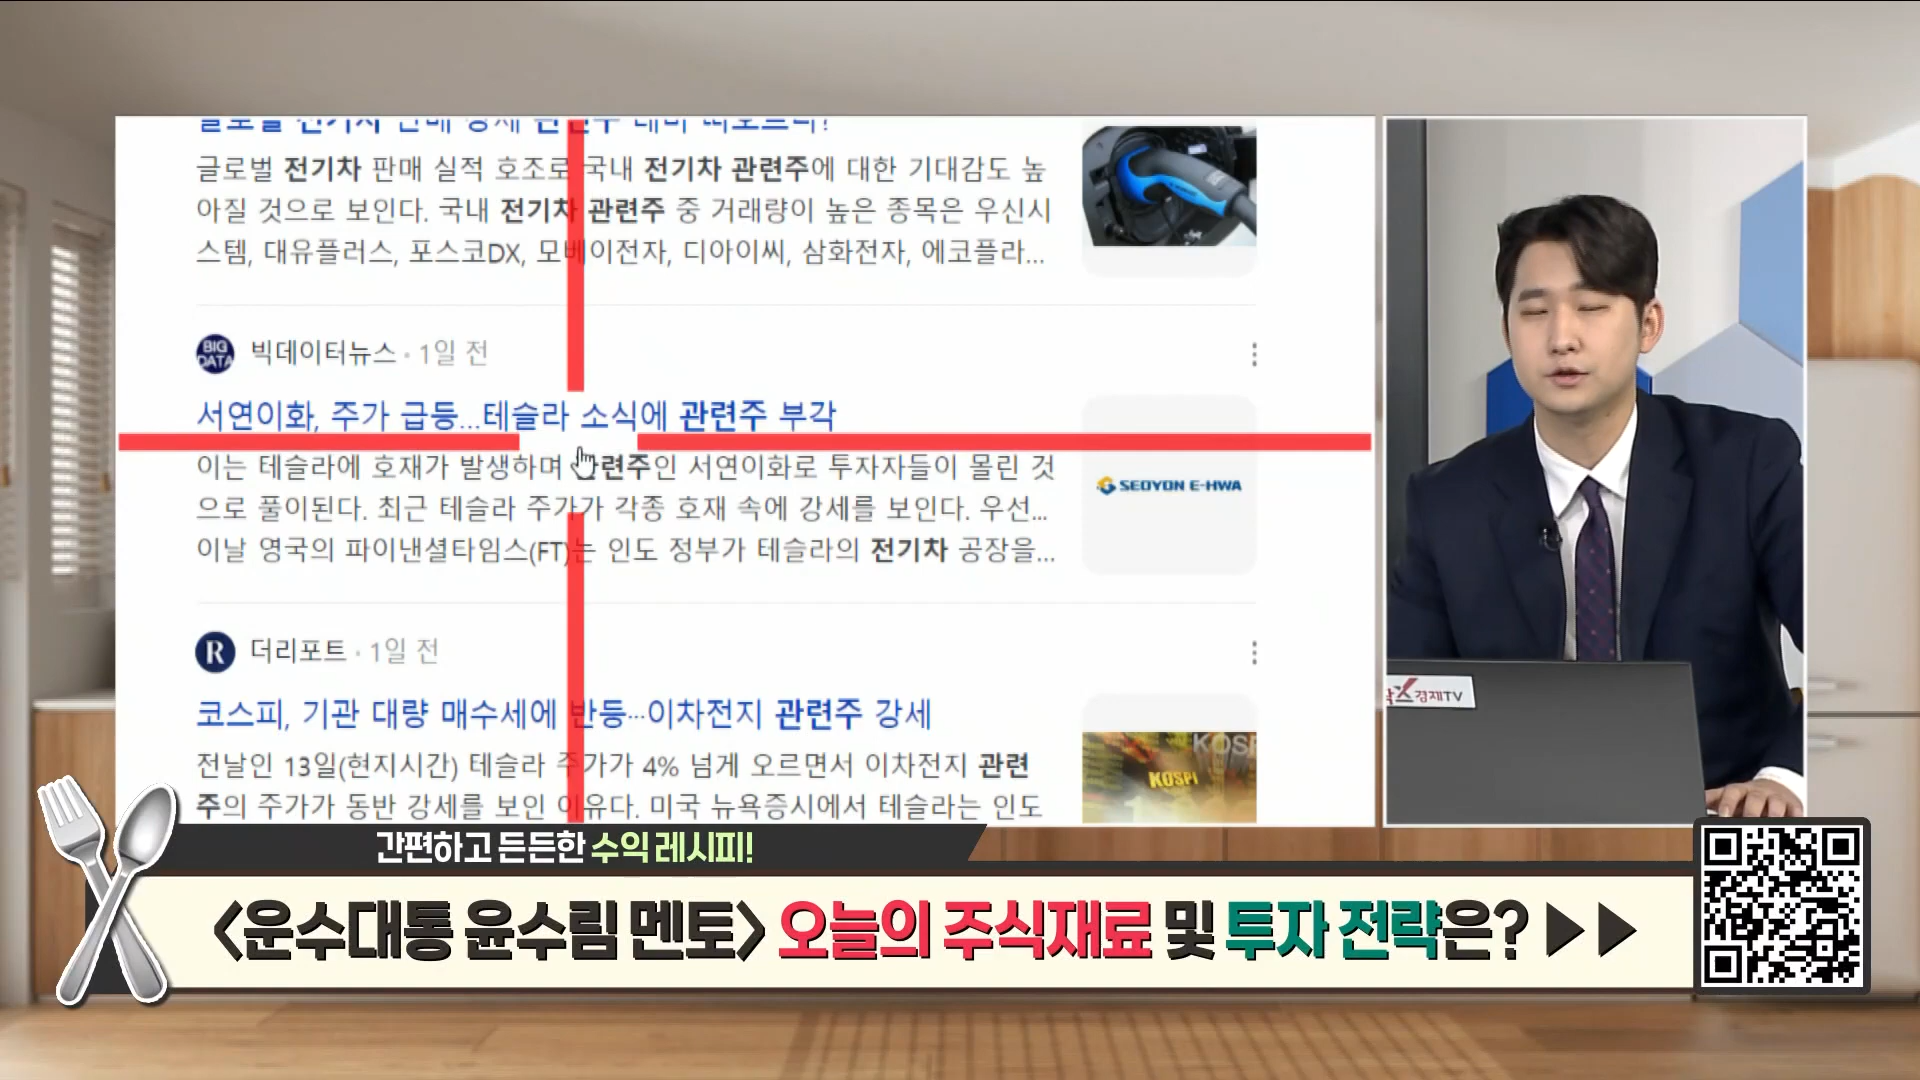 글로벌 전기차 판매 실적 호조로 국내 전기차 관련주에 대한 기대감도 높
아질 것으로 보인다. 국내 전기차 관련주 중 거래량이 높은 종목은 우신시
스템, 대유플러스, 포스코DX, 모베이전자, 디아이씨, 삼화전자, 에코플라...
BIG DATA
빅데이터뉴스 · 1일 전
서연이화, 주가 급등...테슬라 소식에 관련주 부각
이는 테슬라에 호재가 발생하며 관련주인 서연이화로 투자자들이 몰린 것
으로 풀이된다. 최근 테슬라 주가가 각종 호재 속에 강세를 보인다. 우선...
이날 영국의 파이낸셜타임스(FT)는 인도 정부가 테슬라의 전기차 공장을...
SEOYON E-HWA
R
더리포트 · 1일 전
코스피, 기관 대량 매수세에 반등···이차전지 관련주 강세
전날인 13일(현지시간) 테슬라 주가가 4% 넘게 오르면서 이차전지 관련
주의 주가가 동반 강세를 보인 이유다. 미국 뉴욕증시에서 테슬라는 인도
KOSPI
경제TV
간편하고 든든한 수익 레시피!
<운수대통 윤수림 멘토> 오늘의 주식재료 및 투자 전략은?